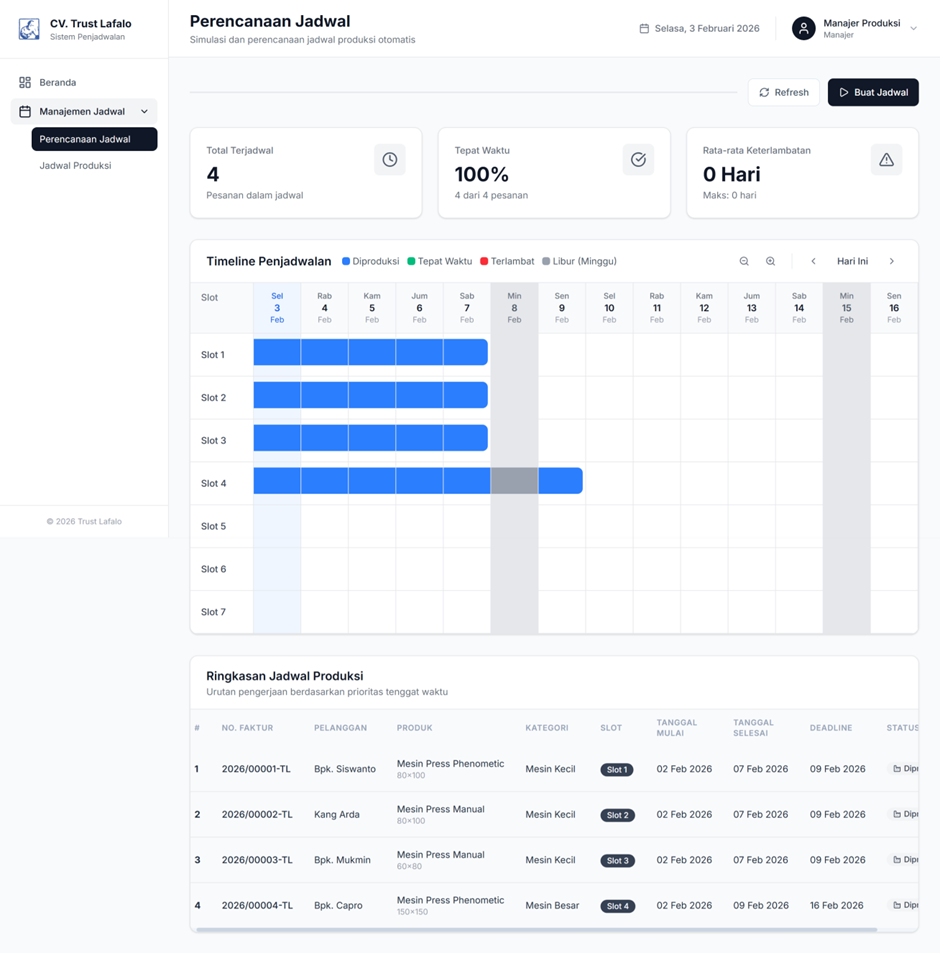 CV. Trust Lafalo
Sistem Penjadwalan
Beranda
Manajemen Jadwal
Perencanaan Jadwal
Jadwal Produksi
© 2026 Trust Lafalo
Perencanaan Jadwal
Simulasi dan perencanaan jadwal produksi otomatis
Selasa, 3 Februari 2026
Manajer Produksi
Manajer
Refresh
Buat Jadwal
Total Terjadwal
4
Pesanan dalam jadwal
Tepat Waktu
100%
4 dari 4 pesanan
Rata-rata Keterlambatan
0 Hari
Maks: 0 hari
Timeline Penjadwalan Diproduksi Tepat Waktu Terlambat Libur (Minggu) Hari Ini
Slot Sel Rab Kam Jum Sab Min Sen Sel Rab Kam Jum Sab Min Sen
3 4 5 6 7 8 9 10 11 12 13 14 15 16
Feb Feb Feb Feb Feb Feb Feb Feb Feb Feb Feb Feb Feb Feb
Slot 1
Slot 2
Slot 3
Slot 4
Slot 5
Slot 6
Slot 7
Ringkasan Jadwal Produksi
Urutan pengerjaan berdasarkan prioritas tenggat waktu
# NO. FAKTUR PELANGGAN PRODUK KATEGORI SLOT TANGGAL MULAI TANGGAL SELESAI DEADLINE STATUS
1 2026/00001-TL Bpk. Siswanto Mesin Press Phenometic Mesin Kecil Slot 1 02 Feb 2026 07 Feb 2026 09 Feb 2026 Dipr
80×100
2 2026/00002-TL Kang Arda Mesin Press Manual Mesin Kecil Slot 2 02 Feb 2026 07 Feb 2026 09 Feb 2026 Dipr
80×100
3 2026/00003-TL Bpk. Mukmin Mesin Press Manual Mesin Kecil Slot 3 02 Feb 2026 07 Feb 2026 09 Feb 2026 Dipr
60×80
4 2026/00004-TL Bpk. Capro Mesin Press Phenometic Mesin Besar Slot 4 02 Feb 2026 09 Feb 2026 16 Feb 2026 Dipr
150×150